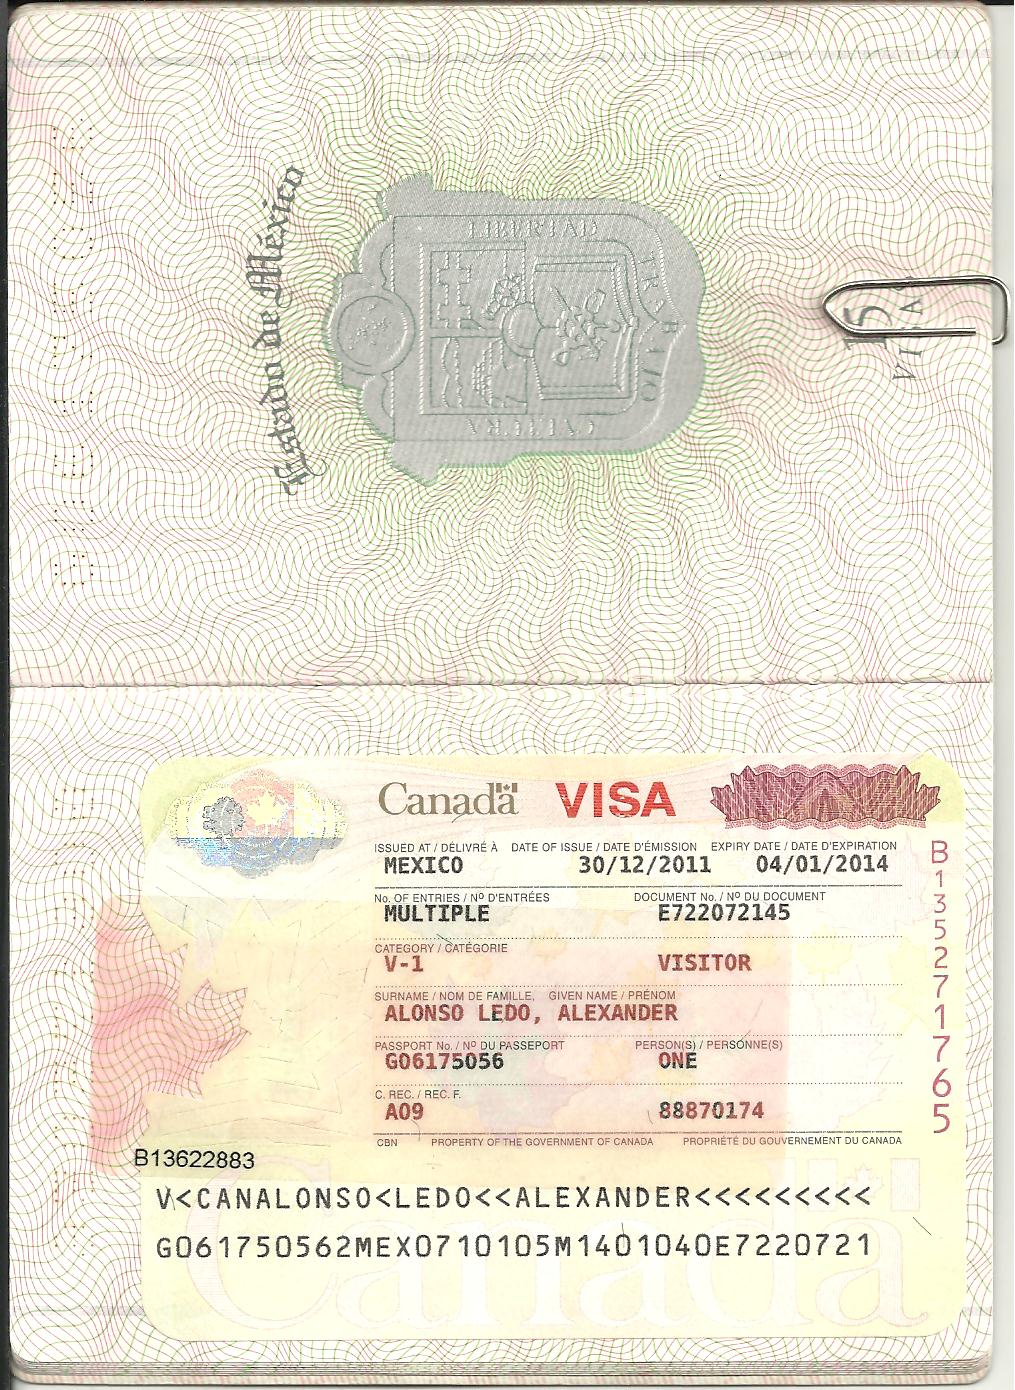 Estado de México
LIBERTAD
TRABAJO
CVLTVRA
15
VISAS
Canada VISA
ISSUED AT / DÉLIVRÉ À DATE OF ISSUE / DATE D'ÉMISSION EXPIRY DATE / DATE D'EXPIRATION
MEXICO 30/12/2011 04/01/2014
No. OF ENTRIES / Nº D'ENTRÉES DOCUMENT No. / Nº DU DOCUMENT
MULTIPLE E722072145
CATEGORY / CATÉGORIE
V-1 VISITOR
SURNAME / NOM DE FAMILLE, GIVEN NAME / PRÉNOM
ALONSO LEDO, ALEXANDER
PASSPORT No. / Nº DU PASSEPORT PERSON(S) / PERSONNE(S)
G06175056 ONE
C. REC. / REC. F.
A09 88870174
CBN PROPERTY OF THE GOVERNMENT OF CANADA PROPRIÉTÉ DU GOUVERNEMENT DU CANADA
B135271765
B13622883
V<CANALONSO<LEDO<<ALEXANDER<<<<<<<<<
G061750562MEX0710105M1401040E7220721
Canada